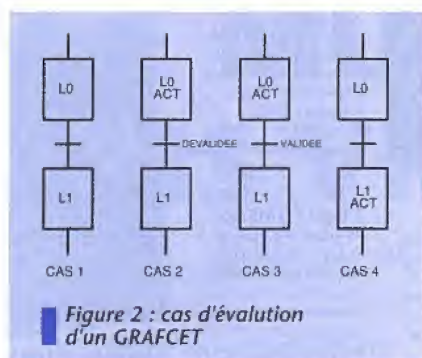 L0 L0 ACT L0 ACT L0
DEVALIDEE VALIDEE
L1 L1 L1 L1 ACT
CAS 1 CAS 2 CAS 3 CAS 4
Figure 2 : cas d'évalution
d'un GRAFCET